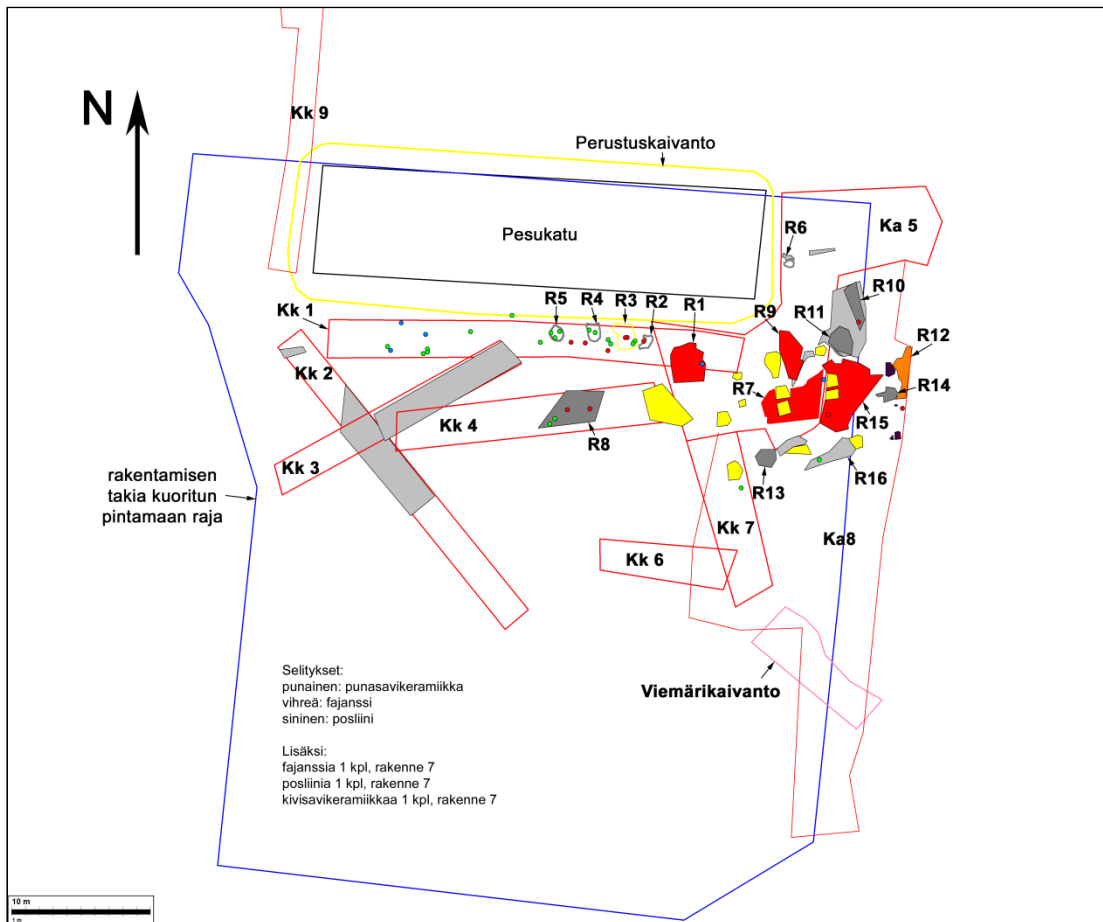 N
Kk 9
Perustuskaivanto
Pesukatu
Ka 5
R6
R10
Kk 1
R5
R4
R3
R2
R1
R9
R11
R12
Kk 2
R7
R14
Kk 4
R15
R8
Kk 3
R16
R13
rakentamisen
takia kuoritun
pintamaan raja
Kk 7
Ka8
Kk 6
Selitykset:
punainen: punasavikeramiikka
vihreä: fajanssi
sininen: posliini
Viemärikaivanto
Lisäksi:
fajanssia 1 kpl, rakenne 7
posliinia 1 kpl, rakenne 7
kivisavikeramiikkaa 1 kpl, rakenne 7
10 m
1 m